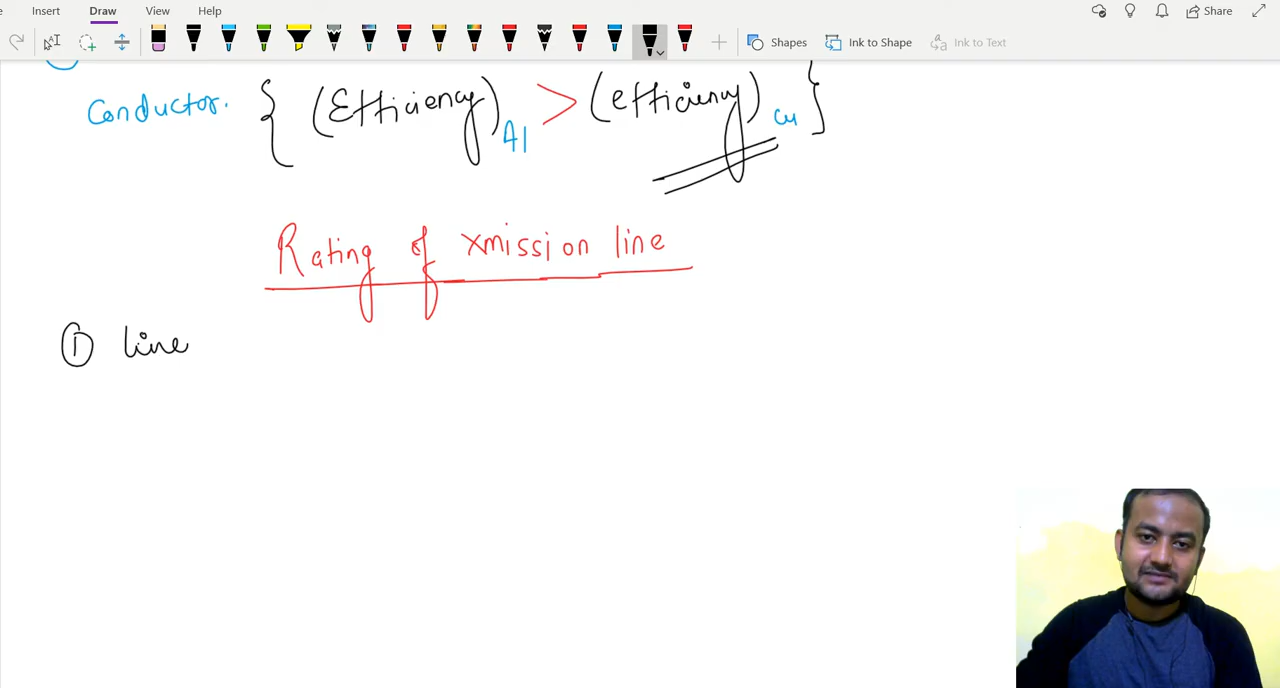 Insert Draw View Help
Share
Shapes Ink to Shape Ink to Text
Conductor. { (Efficiency)Al > (efficiency)Cu }
Rating of xmission line
① line